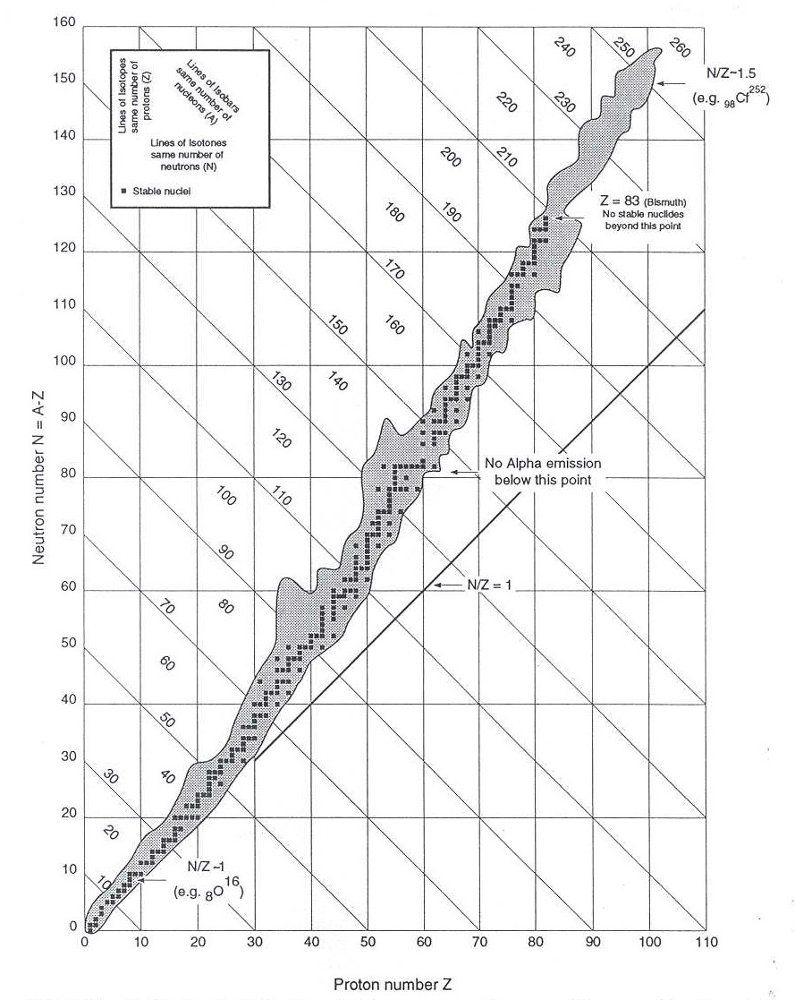 160
150
140
130
120
110
100
90
80
70
60
50
40
30
20
10
0
Neutron number N = A-Z
Lines of Isotopes
same number of
protons (Z)
Lines of Isobars
same number of
nucleons (A)
Lines of Isotones
same number of
neutrons (N)
Stable nuclei
240
250
260
220
230
200
210
180
190
170
150
160
130
140
120
100
110
90
70
80
60
50
30
40
20
10
N/Z~1.5
(e.g. 98Cf252)
Z = 83 (Bismuth)
No stable nuclides
beyond this point
No Alpha emission
below this point
N/Z = 1
N/Z ~1
(e.g. 8O16)
0 10 20 30 40 50 60 70 80 90 100 110
Proton number Z